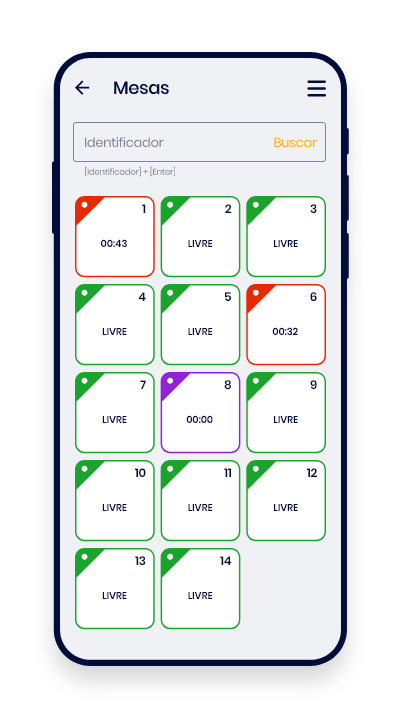 Mesas
Identificador Buscar
[Identificador] + [Enter]
1 2 3
00:43 LIVRE LIVRE
4 5 6
LIVRE LIVRE 00:32
7 8 9
LIVRE 00:00 LIVRE
10 11 12
LIVRE LIVRE LIVRE
13 14
LIVRE LIVRE